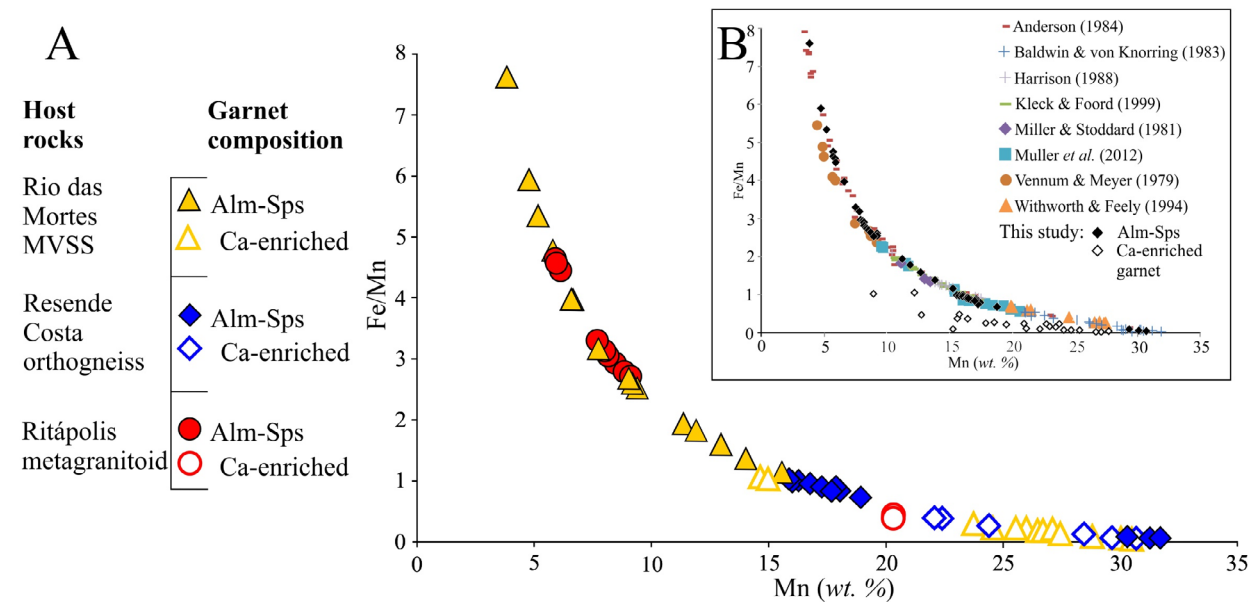 A
Host
rocks
Garnet
composition
Rio das
Mortes
MVSS
Alm-Sps
Ca-enriched
Resende
Costa
orthogneiss
Alm-Sps
Ca-enriched
Ritápolis
metagranitoid
Alm-Sps
Ca-enriched
Fe/Mn
8
7
6
5
4
3
2
1
0
0
5
10
15
20
25
30
35
Mn (wt. %)
B
Fe/Mn
8
7
6
5
4
3
2
1
0
0
5
10
15
20
25
30
35
Mn (wt. %)
Anderson (1984)
Baldwin & von Knorring (1983)
Harrison (1988)
Kleck & Foord (1999)
Miller & Stoddard (1981)
Muller et al. (2012)
Vennum & Meyer (1979)
Withworth & Feely (1994)
This study: Alm-Sps
Ca-enriched
garnet